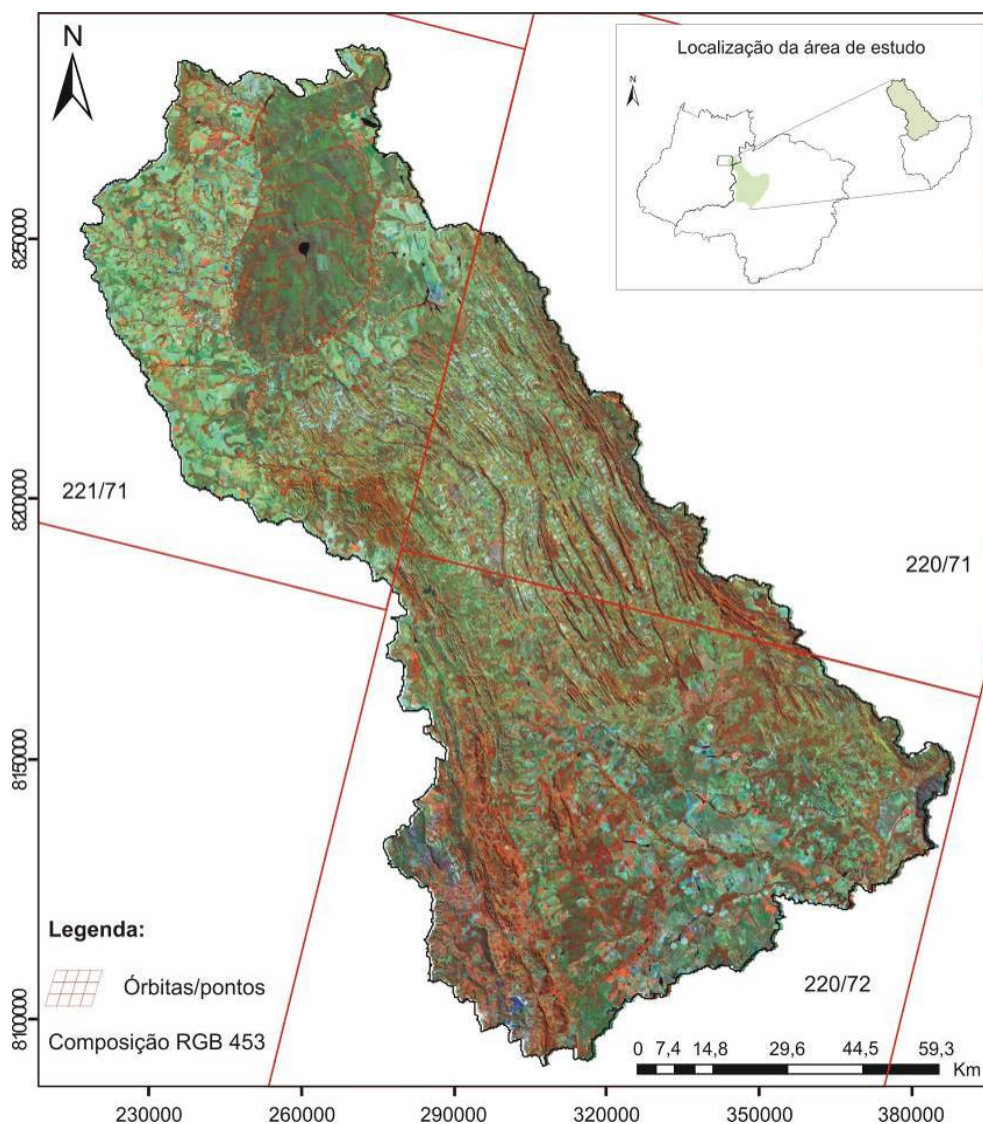 N
Localização da área de estudo
N
8250000
8200000
8150000
8100000
221/71
220/71
220/72
Legenda:
Órbitas/pontos
Composição RGB 453
0 7,4 14,8 29,6 44,5 59,3
Km
230000 260000 290000 320000 350000 380000